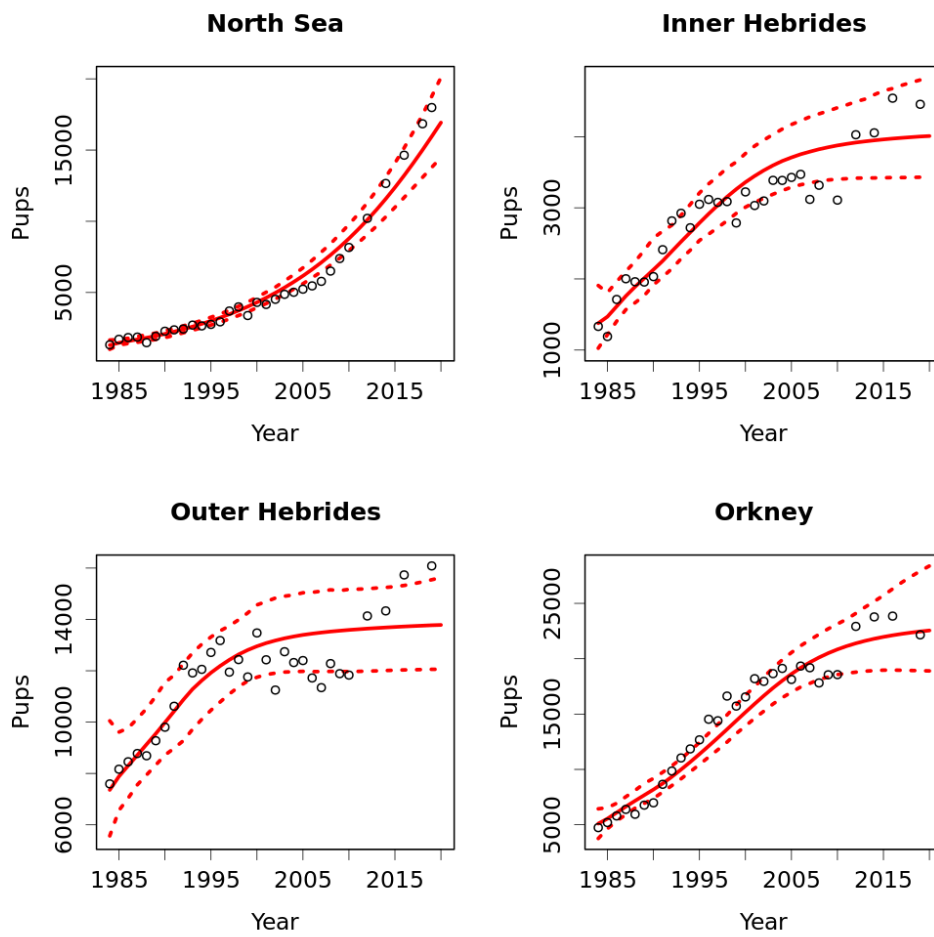 North Sea
Pups
15000
5000
1985 1995 2005 2015
Year
Inner Hebrides
Pups
3000
1000
1985 1995 2005 2015
Year
Outer Hebrides
Pups
14000
10000
6000
1985 1995 2005 2015
Year
Orkney
Pups
25000
15000
5000
1985 1995 2005 2015
Year